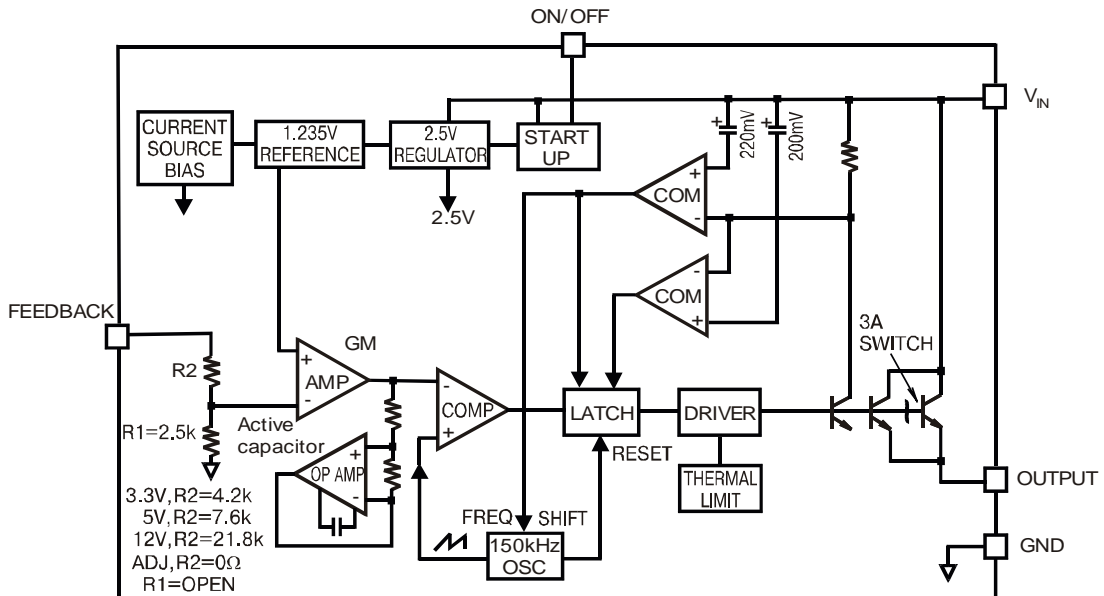 ON/OFF
VIN
CURRENT
SOURCE
BIAS
1.235V
REFERENCE
2.5V
REGULATOR
START
UP
2.5V
+
220mV
+
200mV
+
COM
-
-
COM
+
FEEDBACK
R2
R1=2.5k
3.3V,R2=4.2k
5V,R2=7.6k
12V,R2=21.8k
ADJ,R2=0Ω
R1=OPEN
GM
+
AMP
-
Active
capacitor
+
OP AMP
-
-
COMP
+
LATCH
RESET
DRIVER
THERMAL
LIMIT
3A
SWITCH
FREQ SHIFT
150kHz
OSC
OUTPUT
GND